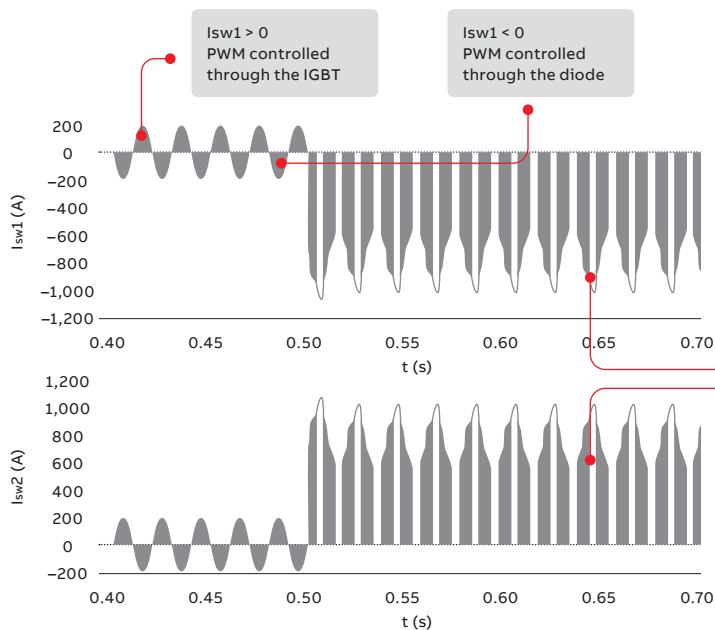 Isw1 > 0
PWM controlled
through the IGBT
Isw1 < 0
PWM controlled
through the diode
Isw1 (A)
200
0
−200
−400
−600
−800
−1,000
−1,200
0.40 0.45 0.50 0.55 0.60 0.65 0.70
t (s)
Isw2 (A)
1,200
1,000
800
600
400
200
0
−200
0.40 0.45 0.50 0.55 0.60 0.65 0.70
t (s)